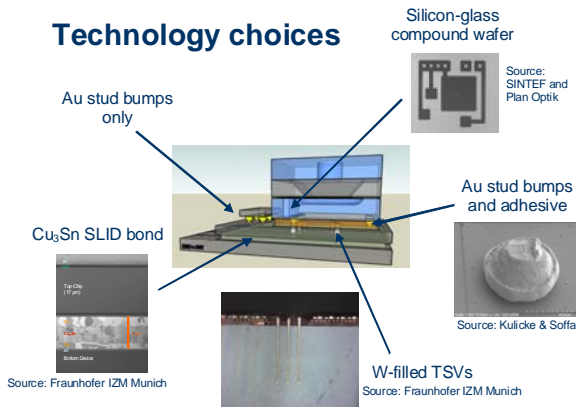 Technology choices
Silicon-glass
compound wafer
Source:
SINTEF and
Plan Optik
Au stud bumps
only
Au stud bumps
and adhesive
Cu₃Sn SLID bond
Top-Chip
(17 µm)
Bottom Device
Source: Kulicke & Soffa
W-filled TSVs
Source: Fraunhofer IZM Munich
Source: Fraunhofer IZM Munich